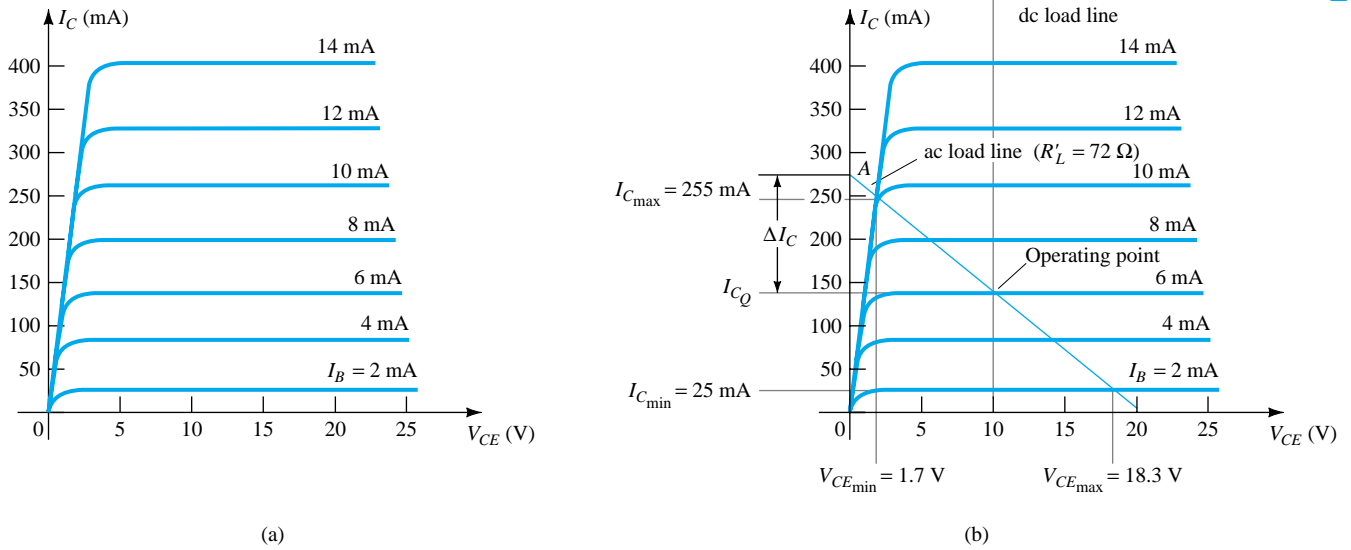 I_C (mA)
14 mA
400
350
12 mA
300
10 mA
250
8 mA
200
150
6 mA
100
4 mA
50
I_B = 2 mA
0
5
10
15
20
25
V_CE (V)
(a)
I_C (mA)
dc load line
14 mA
400
350
12 mA
300
ac load line (R'_L = 72 Ω)
A
10 mA
I_Cmax = 255 mA
250
8 mA
200
ΔI_C
Operating point
150
6 mA
I_CQ
100
4 mA
50
I_B = 2 mA
I_Cmin = 25 mA
0
5
10
15
20
25
V_CE (V)
V_CEmin = 1.7 V
V_CEmax = 18.3 V
(b)